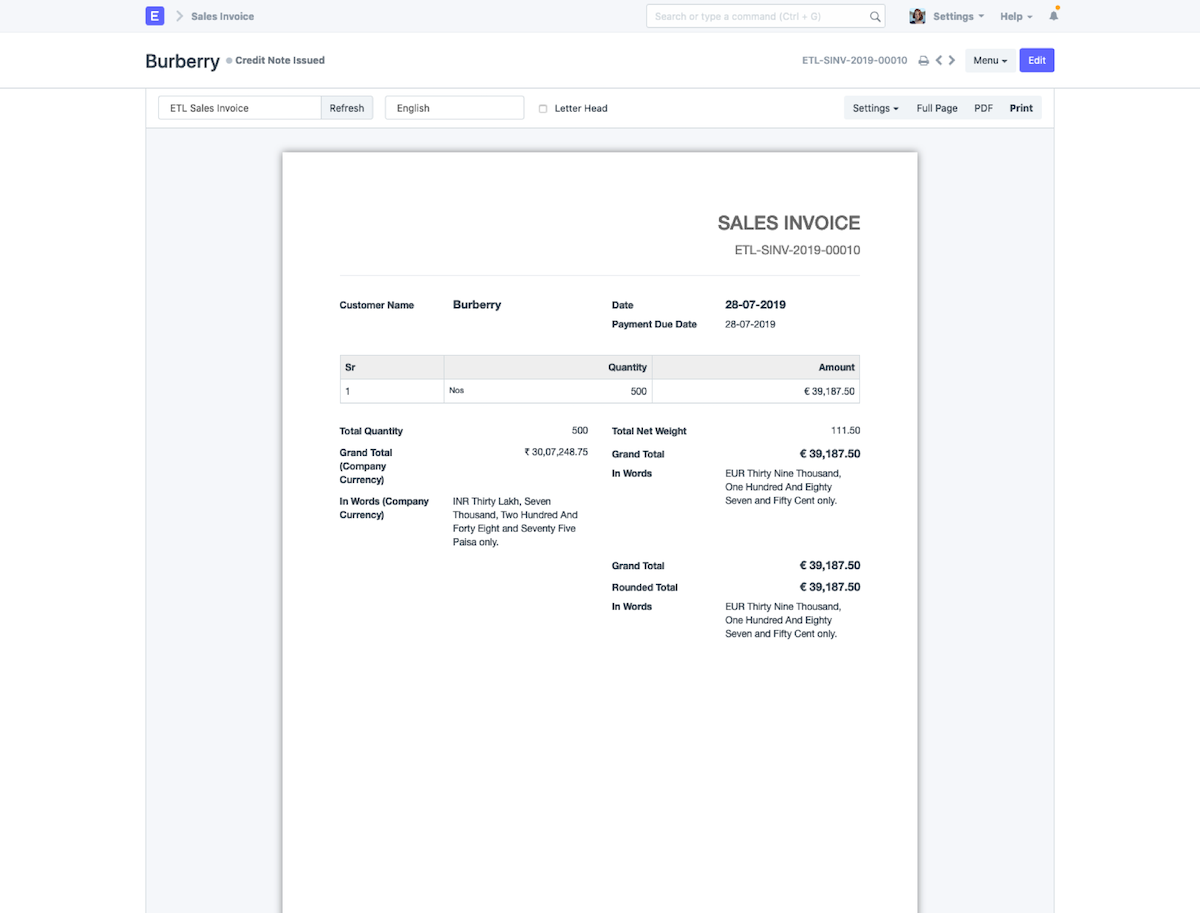 E Sales Invoice Search or type a command (Ctrl + G) Settings Help
Burberry Credit Note Issued ETL-SINV-2019-00010 Menu Edit
ETL Sales Invoice Refresh English Letter Head Settings Full Page PDF Print
SALES INVOICE
ETL-SINV-2019-00010
Customer Name Burberry Date 28-07-2019
Payment Due Date 28-07-2019
Sr Quantity Amount
1 Nos 500 € 39,187.50
Total Quantity 500 Total Net Weight 111.50
Grand Total ₹ 30,07,248.75 Grand Total € 39,187.50
(Company
Currency)
In Words EUR Thirty Nine Thousand,
One Hundred And Eighty
Seven and Fifty Cent only.
In Words (Company INR Thirty Lakh, Seven
Currency) Thousand, Two Hundred And
Forty Eight and Seventy Five
Paisa only.
Grand Total € 39,187.50
Rounded Total € 39,187.50
In Words EUR Thirty Nine Thousand,
One Hundred And Eighty
Seven and Fifty Cent only.